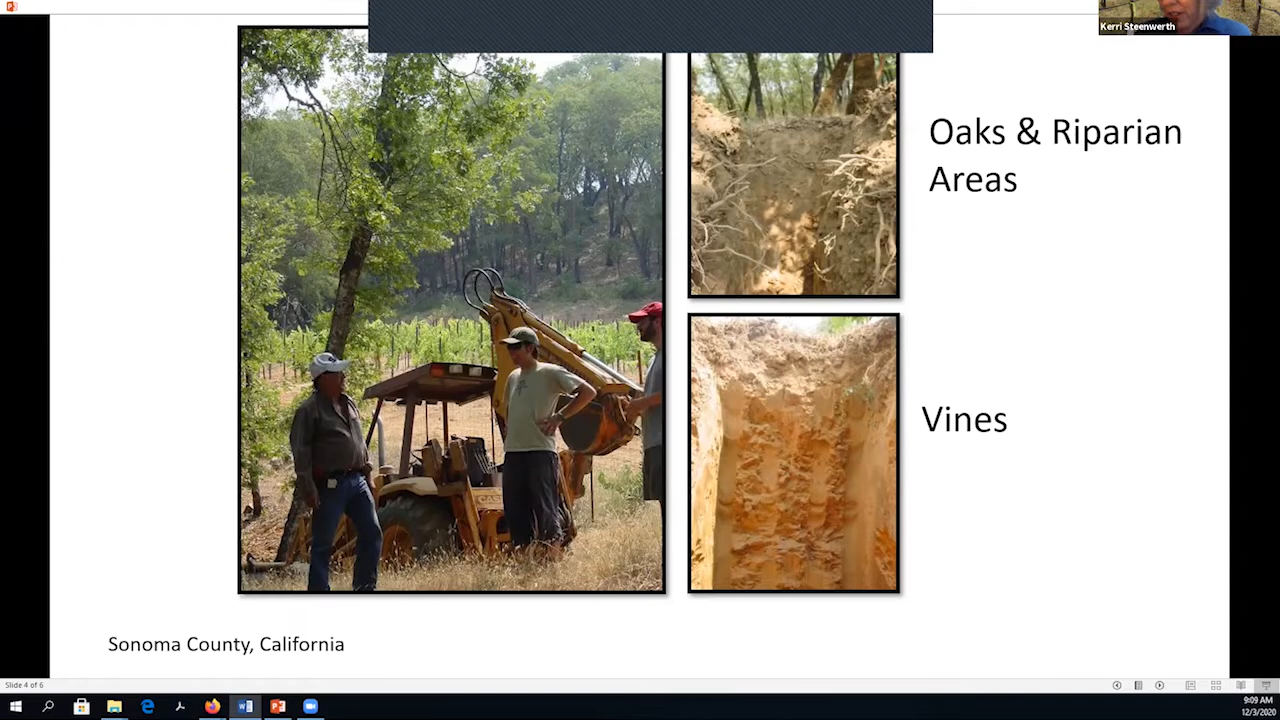 Kerri Steenwerth
Oaks & Riparian
Areas
Vines
CASE
Sonoma County, California
Slide 4 of 6
9:09 AM
12/3/2020